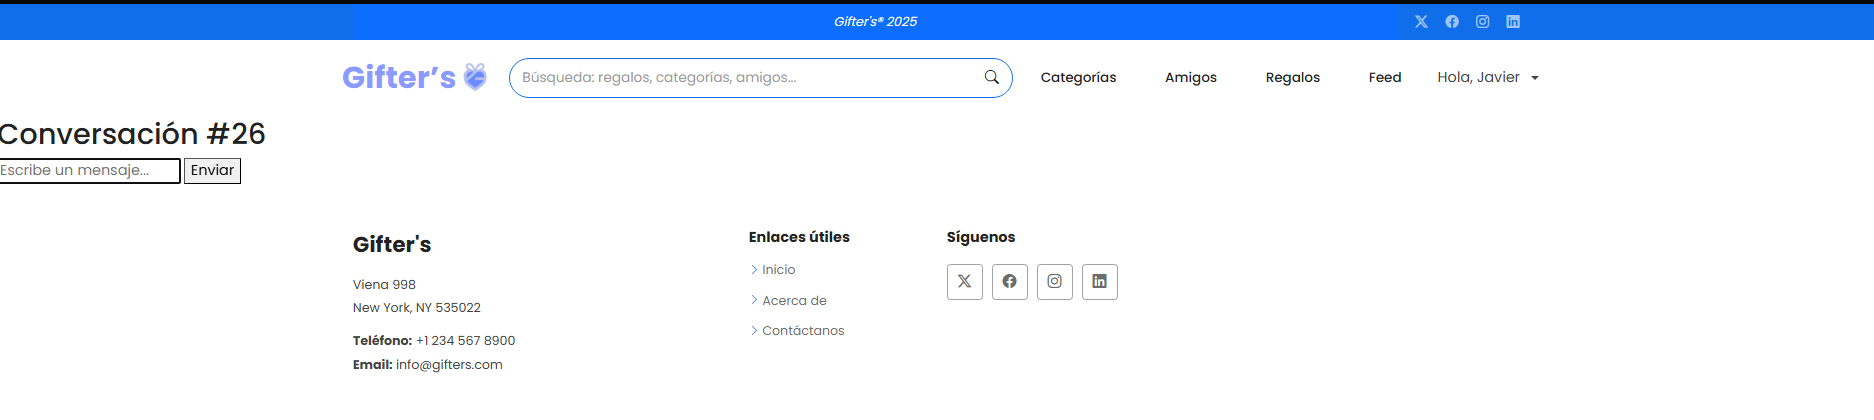 Gifter's® 2025
Gifter's
Búsqueda: regalos, categorías, amigos...
Categorías
Amigos
Regalos
Feed
Hola, Javier
Conversación #26
Escribe un mensaje...
Enviar
Gifter's
Viena 998
New York, NY 535022
Teléfono: +1 234 567 8900
Email: info@gifters.com
Enlaces útiles
Inicio
Acerca de
Contáctanos
Síguenos